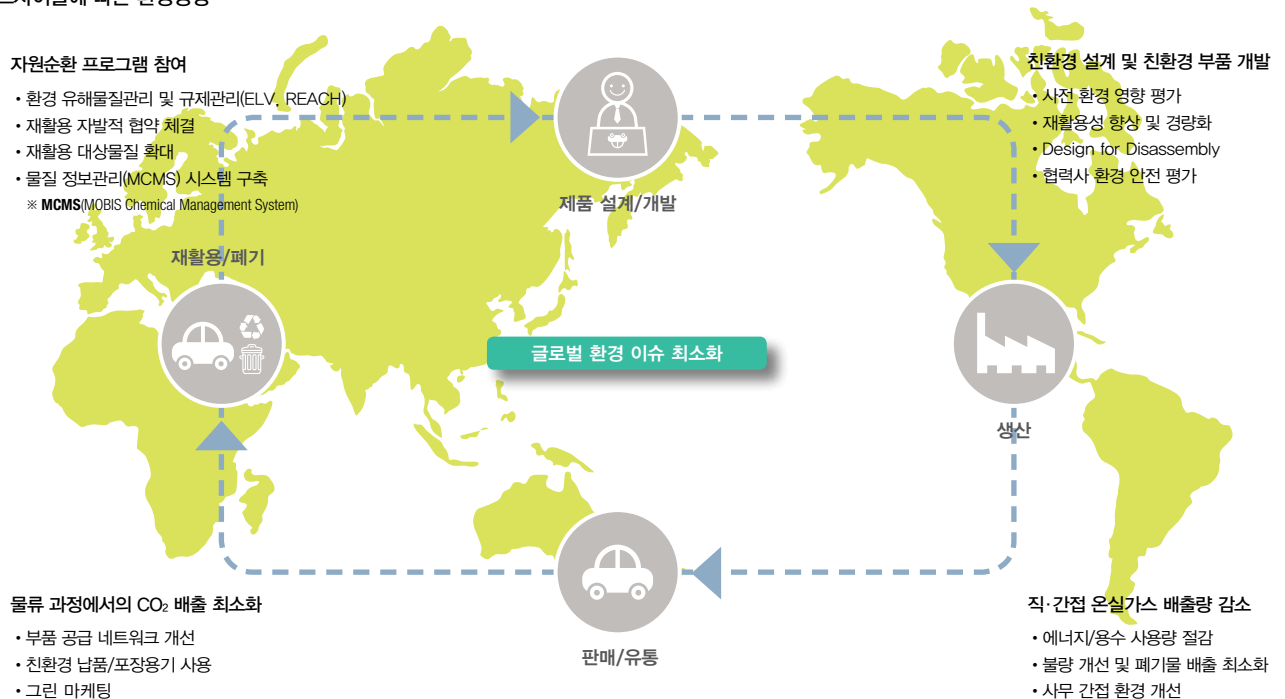 자원순환 프로그램 참여
• 환경 유해물질관리 및 규제관리(ELV, REACH)
• 재활용 자발적 협약 체결
• 재활용 대상물질 확대
• 물질 정보관리(MCMS) 시스템 구축
※ MCMS(MOBIS Chemical Management System)
친환경 설계 및 친환경 부품 개발
• 사전 환경 영향 평가
• 재활용성 향상 및 경량화
• Design for Disassembly
• 협력사 환경 안전 평가
제품 설계/개발
재활용/폐기
글로벌 환경 이슈 최소화
생산
물류 과정에서의 CO₂ 배출 최소화
• 부품 공급 네트워크 개선
• 친환경 납품/포장용기 사용
• 그린 마케팅
판매/유통
직·간접 온실가스 배출량 감소
• 에너지/용수 사용량 절감
• 불량 개선 및 폐기물 배출 최소화
• 사무 간접 환경 개선